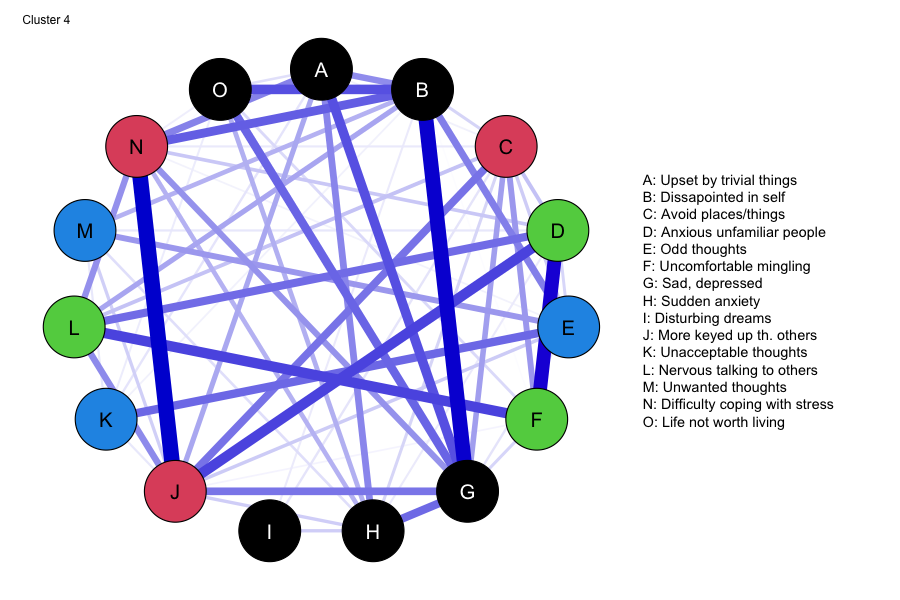 Cluster 4
A
O
B
N
C
M
D
L
E
K
F
J
G
I
H
A: Upset by trivial things
B: Dissapointed in self
C: Avoid places/things
D: Anxious unfamiliar people
E: Odd thoughts
F: Uncomfortable mingling
G: Sad, depressed
H: Sudden anxiety
I: Disturbing dreams
J: More keyed up th. others
K: Unacceptable thoughts
L: Nervous talking to others
M: Unwanted thoughts
N: Difficulty coping with stress
O: Life not worth living